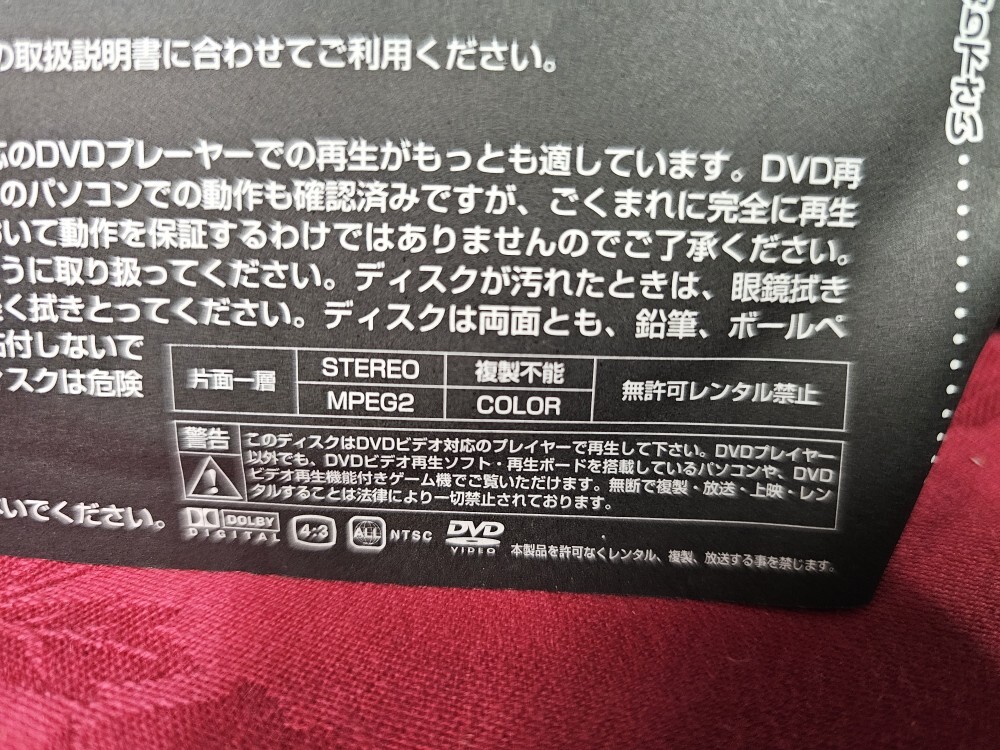 の取扱説明書に合わせてご利用ください。
のDVDプレーヤーでの再生がもっとも適しています。DVD再
のパソコンでの動作も確認済みですが、ごくまれに完全に再生
いて動作を保証するわけではありませんのでご了承ください。
うに取り扱ってください。ディスクが汚れたときは、眼鏡拭き
く拭きとってください。ディスクは両面とも、鉛筆、ボールペ
付しないで
ィスクは危険
片面一層
STEREO
複製不能
無許可レンタル禁止
MPEG2
COLOR
警告
このディスクはDVDビデオ対応のプレイヤーで再生して下さい。DVDプレイヤー
以外でも、DVDビデオ再生ソフト・再生ボードを搭載しているパソコンや、DVD
ビデオ再生機能付きゲーム機でご覧いただけます。無断で複製・放送・上映・レン
タルすることは法律により一切禁止されております。
いでください。
DOLBY
DIGITAL
4:3
ALL
NTSC
DVD
VIDEO
本製品を許可なくレンタル、複製、放送する事を禁じます。